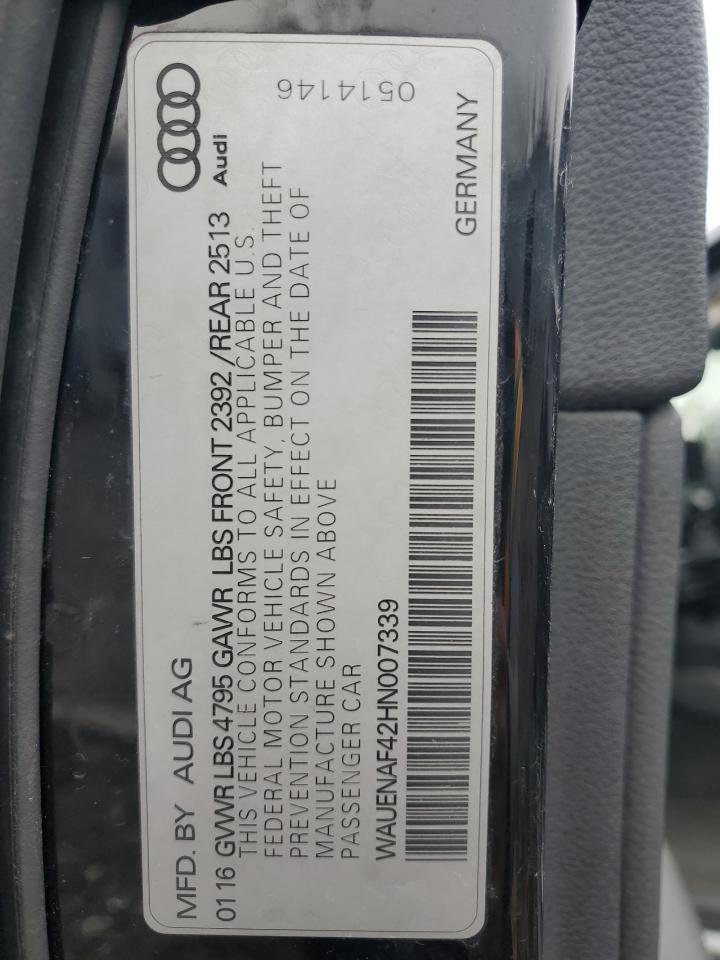 MFD. BY AUDI AG
Audi
01 16 GVWR LBS 4795 GAWR LBS FRONT 2392 /REAR 2513
THIS VEHICLE CONFORMS TO ALL APPLICABLE U.S.
FEDERAL MOTOR VEHICLE SAFETY, BUMPER AND THEFT
PREVENTION STANDARDS IN EFFECT ON THE DATE OF
MANUFACTURE SHOWN ABOVE
PASSENGER CAR
WAUENAF42HN007339
0514146
GERMANY